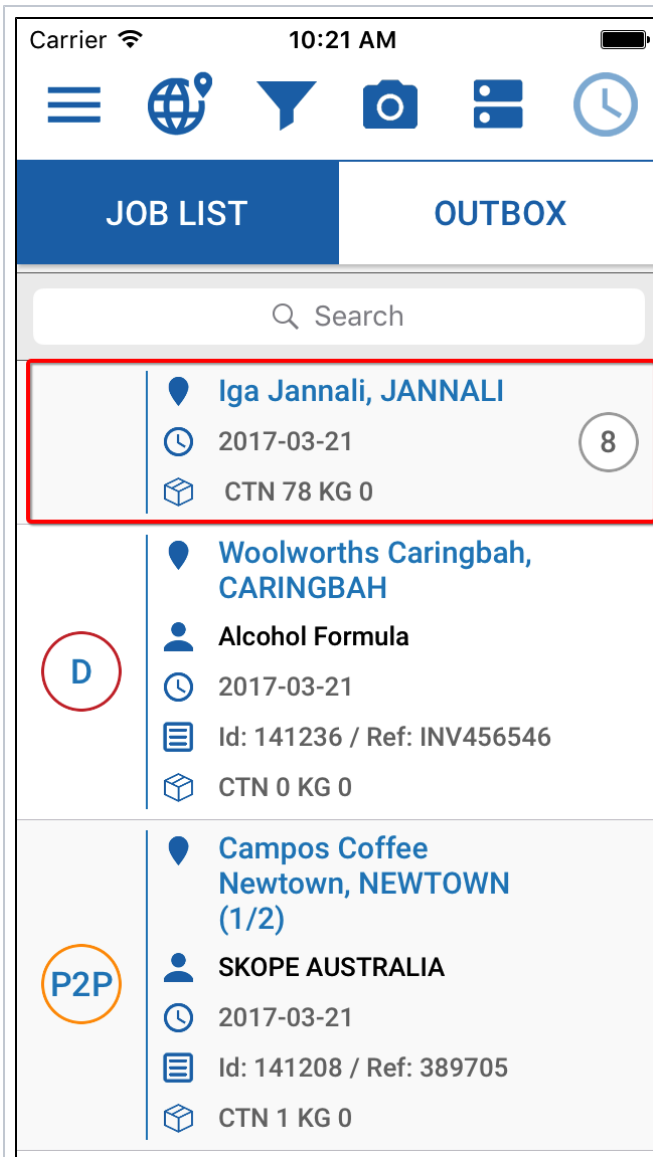 Carrier 10:21 AM
JOB LIST OUTBOX
Search
Iga Jannali, JANNALI
2017-03-21
8
CTN 78 KG 0
Woolworths Caringbah,
CARINGBAH
Alcohol Formula
D
2017-03-21
Id: 141236 / Ref: INV456546
CTN 0 KG 0
Campos Coffee
Newtown, NEWTOWN
(1/2)
SKOPE AUSTRALIA
P2P
2017-03-21
Id: 141208 / Ref: 389705
CTN 1 KG 0